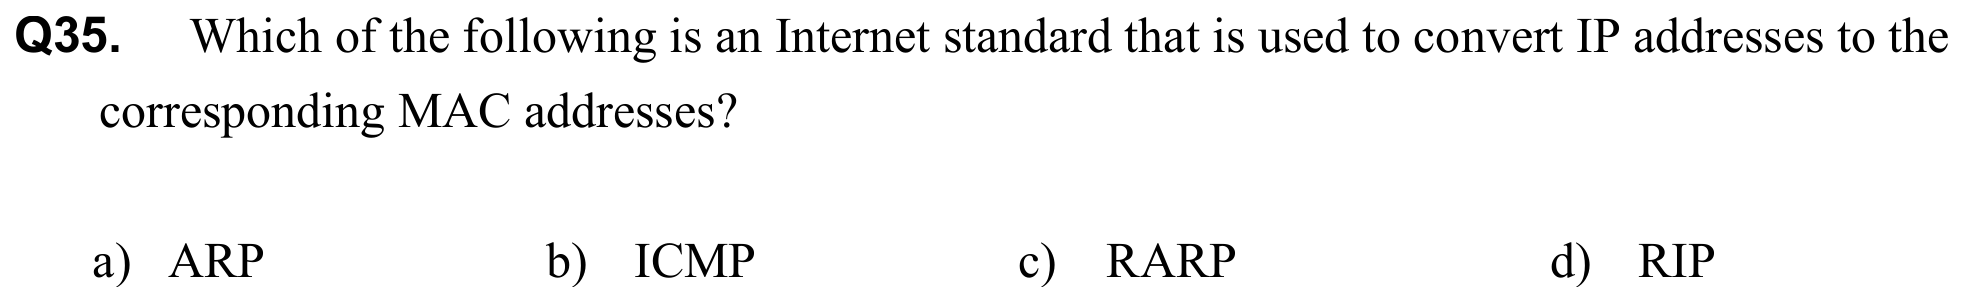 Q35. Which of the following is an Internet standard that is used to convert IP addresses to the
corresponding MAC addresses?
a) ARP b) ICMP c) RARP d) RIP